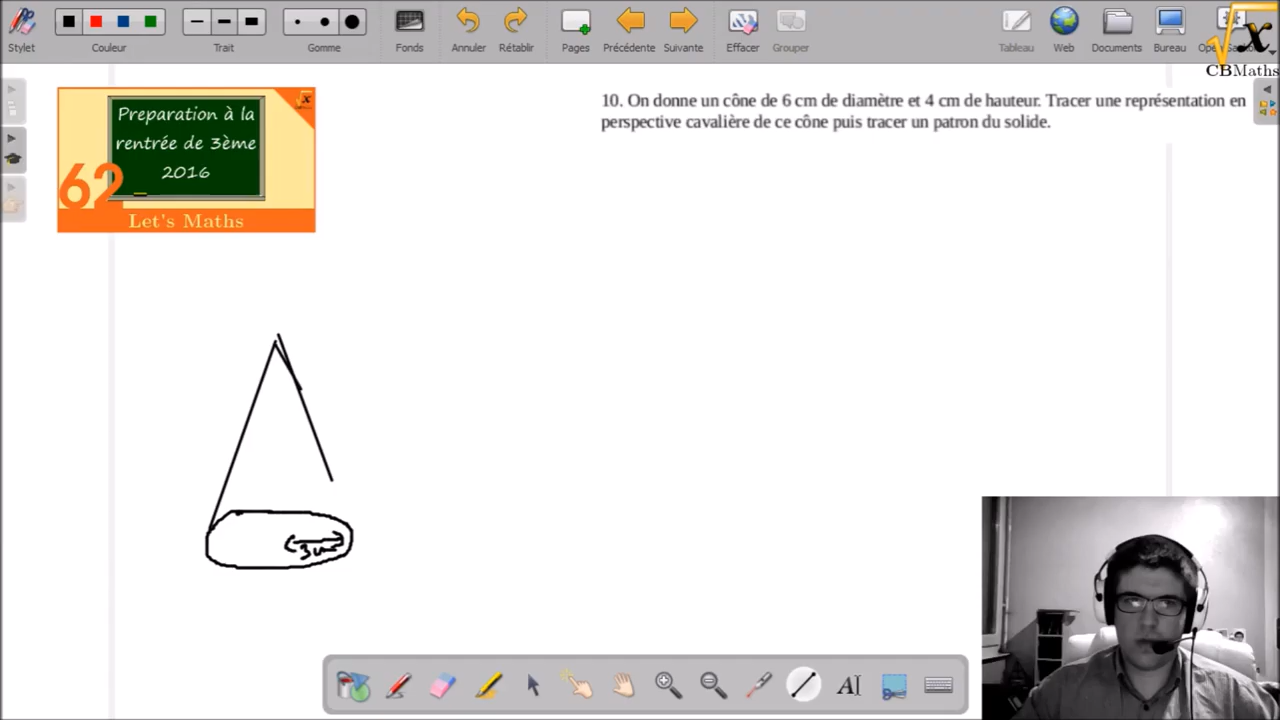 Stylet Couleur Trait Gomme Fonds Annuler Rétablir Pages Précédente Suivante Effacer Grouper Tableau Web Documents Bureau
CBMaths
Preparation à la
rentrée de 3ème
2016
62
Let's Maths
10. On donne un cône de 6 cm de diamètre et 4 cm de hauteur. Tracer une représentation en
perspective cavalière de ce cône puis tracer un patron du solide.